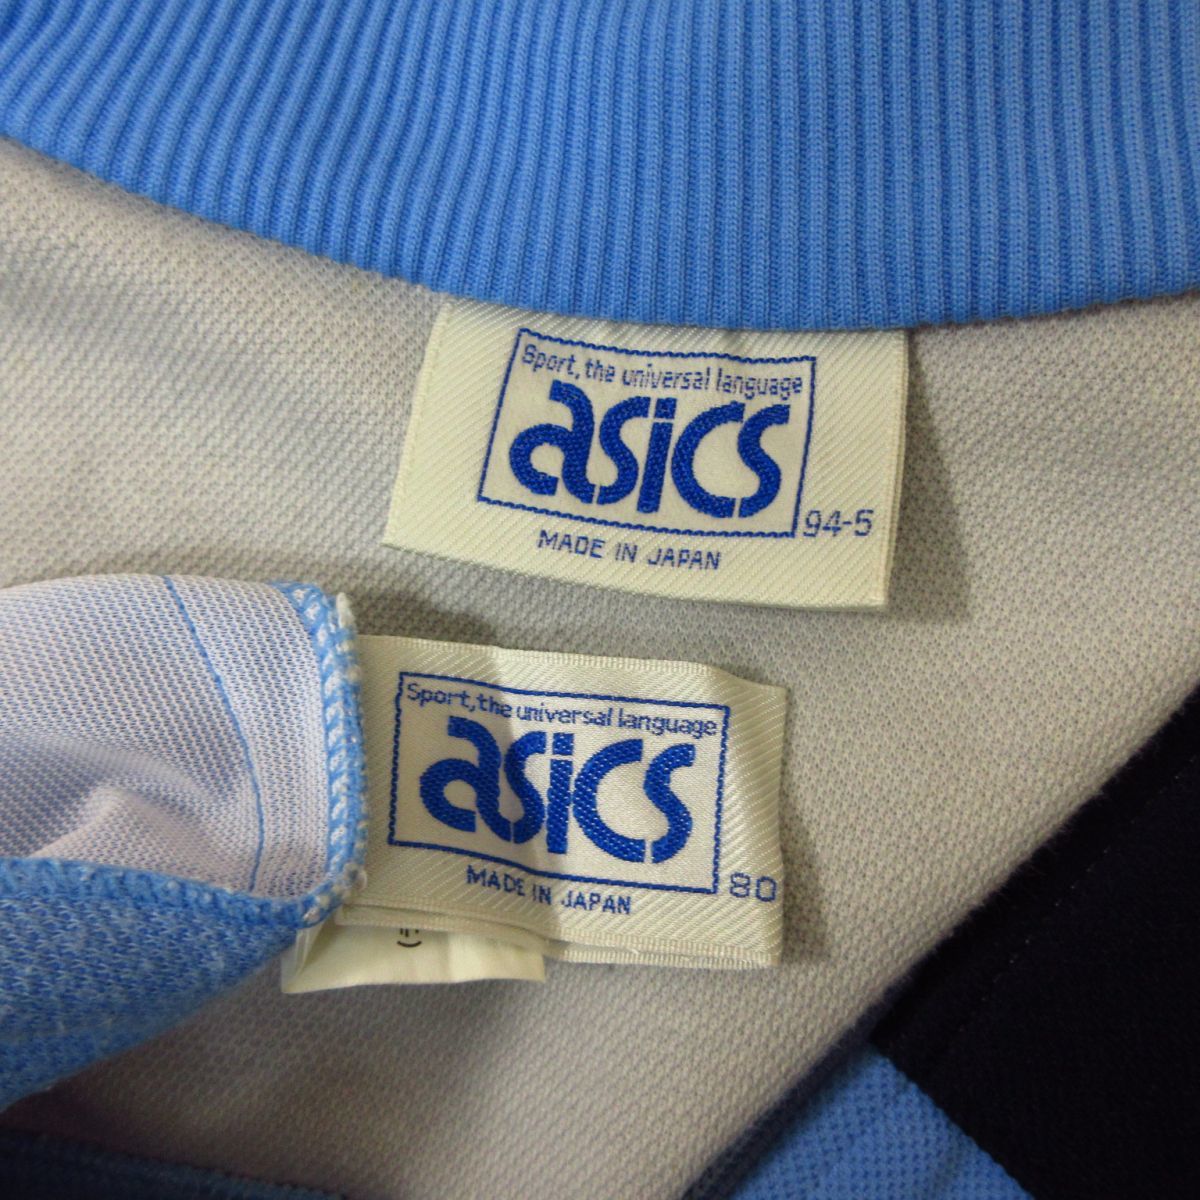 Sport, the universal language
asics
94-5
MADE IN JAPAN
Sport, the universal language
asics
80
MADE IN JAPAN